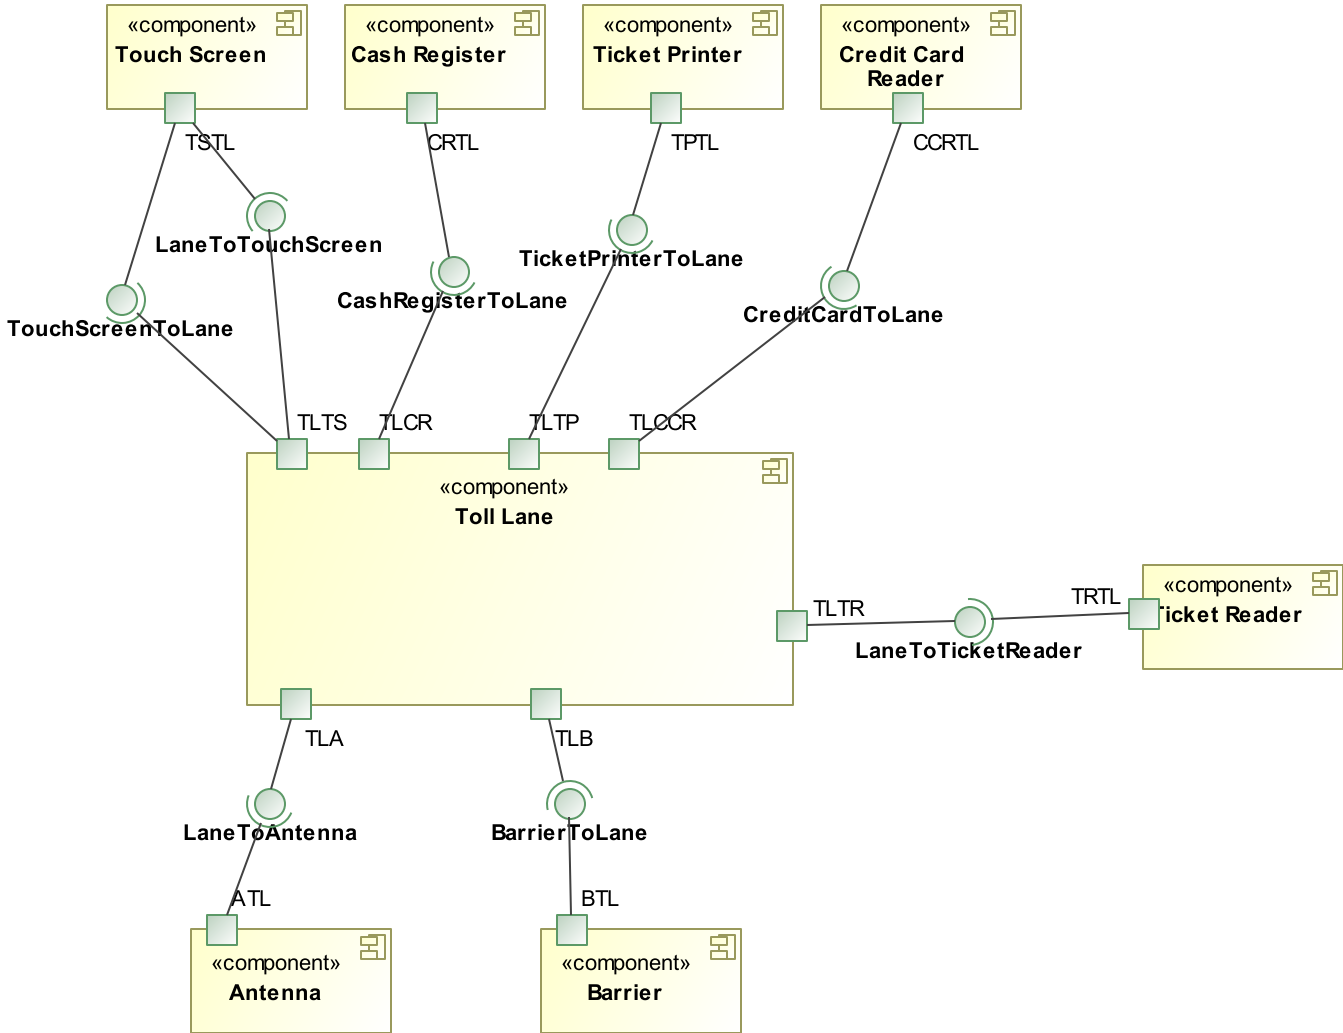 «component»
Touch Screen
«component»
Cash Register
«component»
Ticket Printer
«component»
Credit Card
Reader
TSTL
CRTL
TPTL
CCRTL
LaneToTouchScreen
TicketPrinterToLane
CashRegisterToLane
CreditCardToLane
TouchScreenToLane
TLTS
TLCR
TLTP
TLCCR
«component»
Toll Lane
TLTR
TRTL
«component»
Ticket Reader
LaneToTicketReader
TLA
TLB
LaneToAntenna
BarrierToLane
ATL
BTL
«component»
Antenna
«component»
Barrier